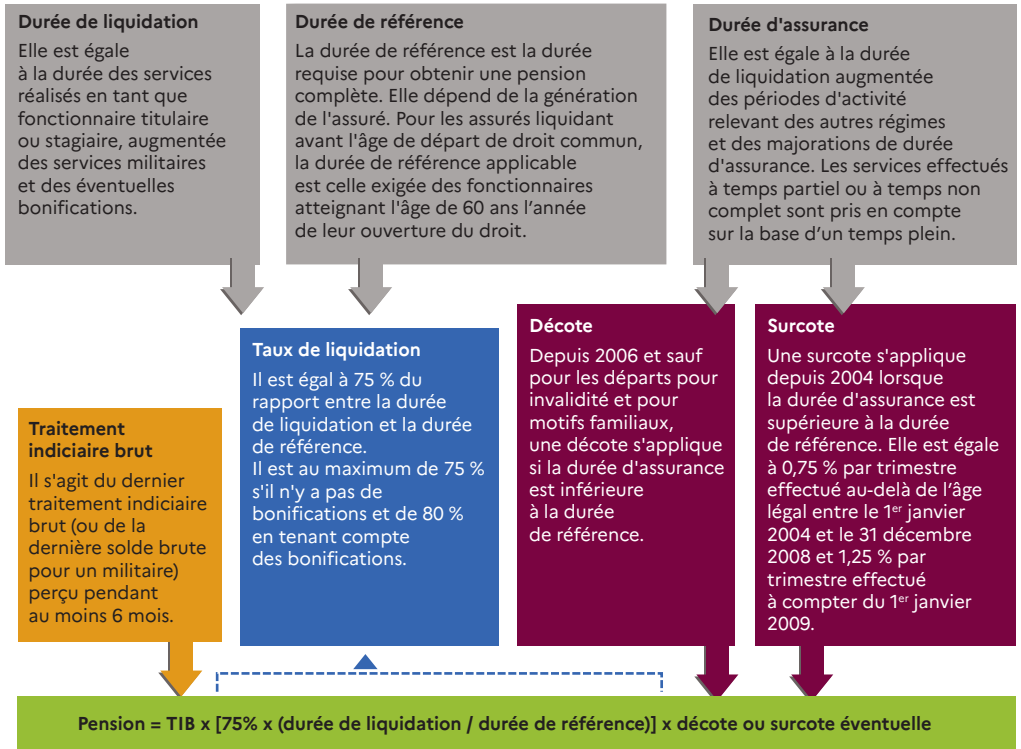 Durée de liquidation
Elle est égale
à la durée des services
réalisés en tant que
fonctionnaire titulaire
ou stagiaire, augmentée
des services militaires
et des éventuelles
bonifications.
Durée de référence
La durée de référence est la durée
requise pour obtenir une pension
complète. Elle dépend de la génération
de l'assuré. Pour les assurés liquidant
avant l'âge de départ de droit commun,
la durée de référence applicable
est celle exigée des fonctionnaires
atteignant l'âge de 60 ans l’année
de leur ouverture du droit.
Durée d'assurance
Elle est égale à la durée
de liquidation augmentée
des périodes d'activité
relevant des autres régimes
et des majorations de durée
d'assurance. Les services effectués
à temps partiel ou à temps non
complet sont pris en compte
sur la base d’un temps plein.
Traitement
indiciaire brut
Il s'agit du dernier
traitement indiciaire
brut (ou de la
dernière solde brute
pour un militaire)
perçu pendant
au moins 6 mois.
Taux de liquidation
Il est égal à 75 % du
rapport entre la durée
de liquidation et la durée
de référence.
Il est au maximum de 75 %
s'il n'y a pas de
bonifications et de 80 %
en tenant compte
des bonifications.
Décote
Depuis 2006 et sauf
pour les départs pour
invalidité et pour
motifs familiaux,
une décote s'applique
si la durée d'assurance
est inférieure
à la durée
de référence.
Surcote
Une surcote s'applique
depuis 2004 lorsque
la durée d'assurance est
supérieure à la durée
de référence. Elle est égale
à 0,75 % par trimestre
effectué au-delà de l’âge
légal entre le 1er janvier
2004 et le 31 décembre
2008 et 1,25 % par
trimestre effectué
à compter du 1er janvier
2009.
Pension = TIB x [75% x (durée de liquidation / durée de référence)] x décote ou surcote éventuelle